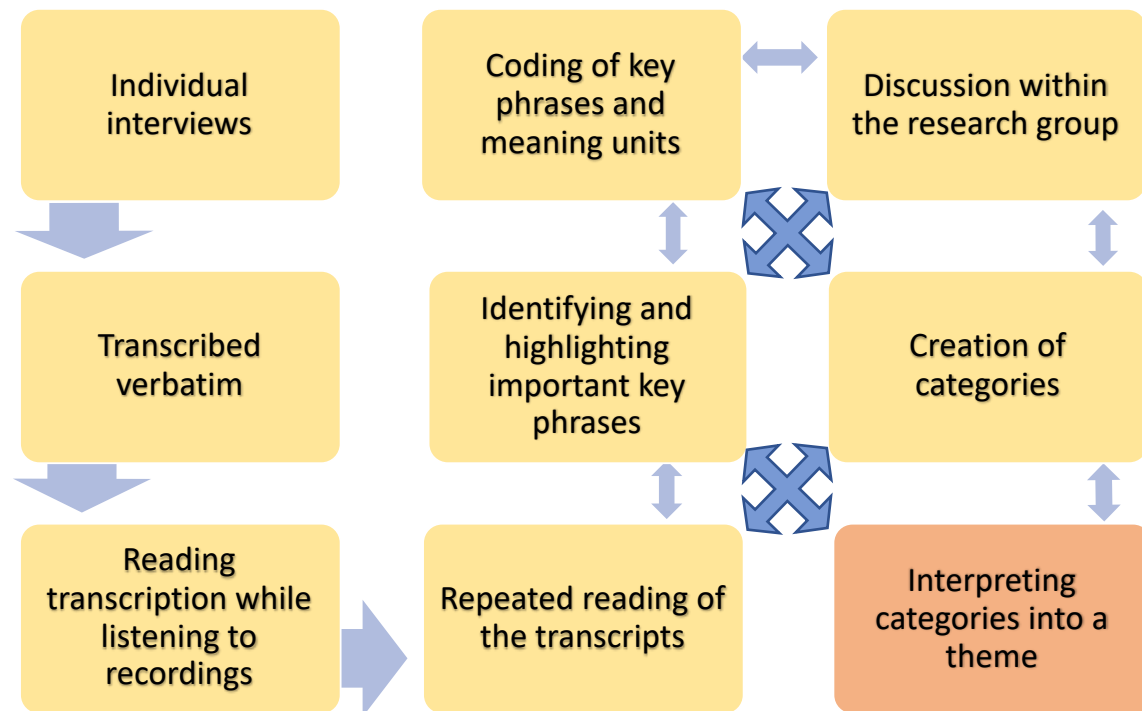 Individual
interviews
Transcribed
verbatim
Reading
transcription while
listening to
recordings
Repeated reading of
the transcripts
Identifying and
highlighting
important key
phrases
Coding of key
phrases and
meaning units
Discussion within
the research group
Creation of
categories
Interpreting
categories into a
theme